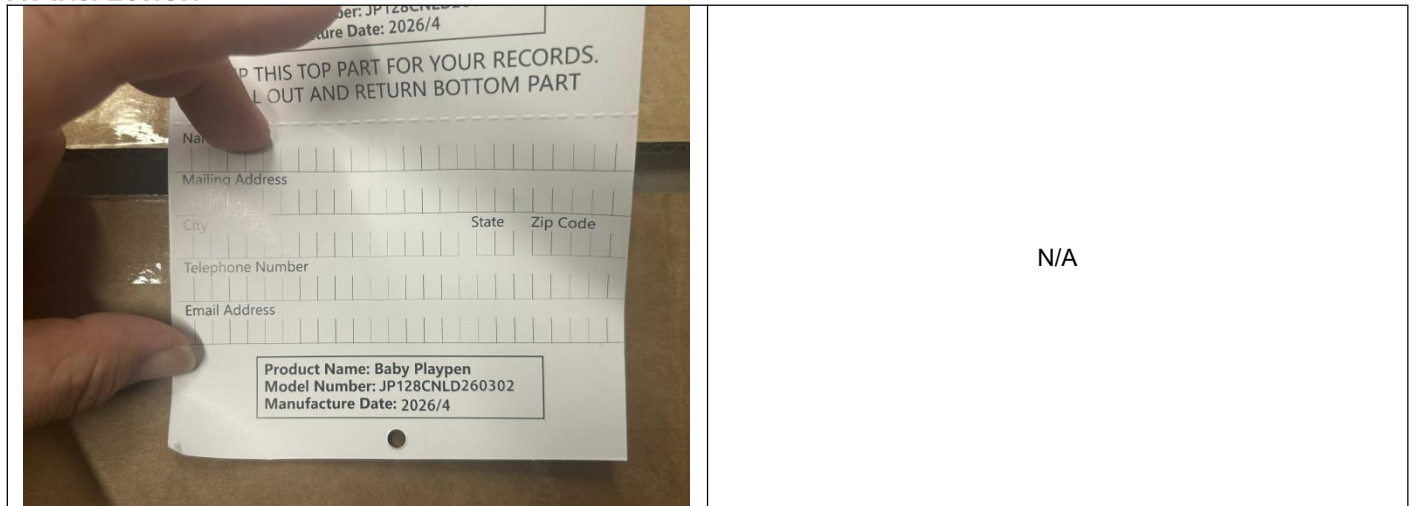 ure Date: 2026/4
THIS TOP PART FOR YOUR RECORDS.
OUT AND RETURN BOTTOM PART
Mailing Address
City State Zip Code
Telephone Number
Email Address
Product Name: Baby Playpen
Model Number: JP128CNLD260302
Manufacture Date: 2026/4
N/A